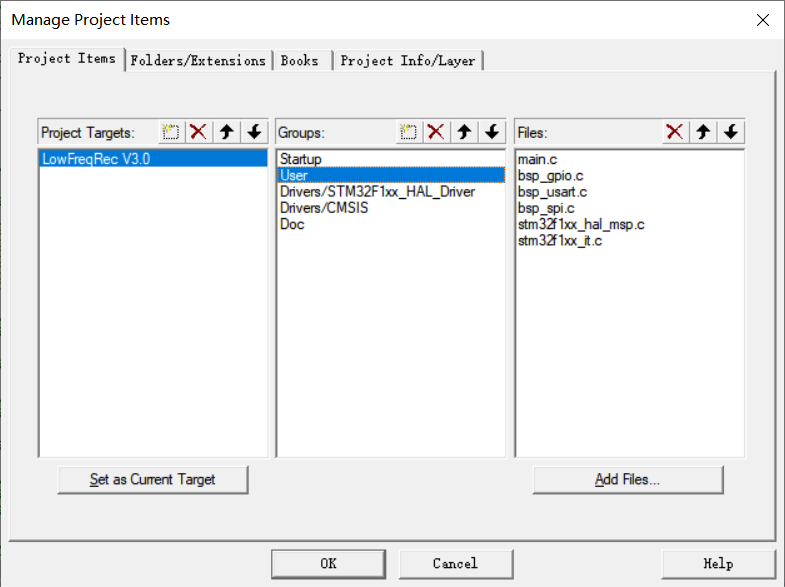 Manage Project Items
Project Items Folders/Extensions Books Project Info/Layer
Project Targets: Groups: Files:
LowFreqRec V3.0
Startup
User
Drivers/STM32F1xx_HAL_Driver
Drivers/CMSIS
Doc
main.c
bsp_gpio.c
bsp_usart.c
bsp_spi.c
stm32f1xx_hal_msp.c
stm32f1xx_it.c
Set as Current Target Add Files...
OK Cancel Help